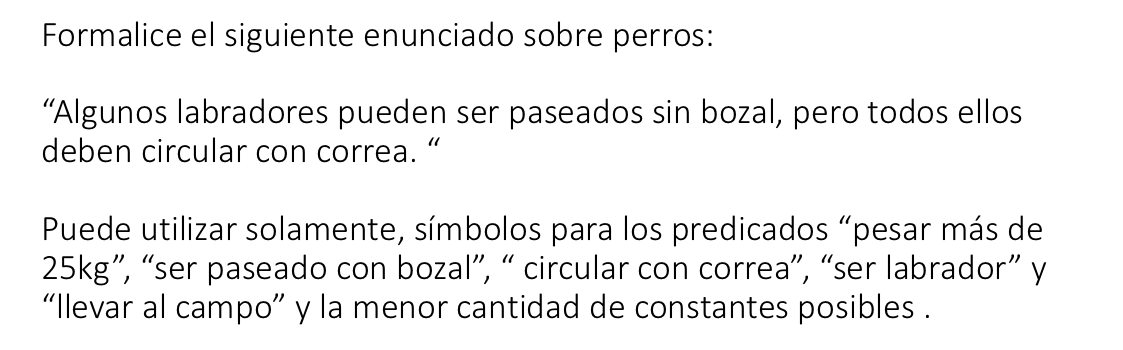 Formalice el siguiente enunciado sobre perros:
“Algunos labradores pueden ser paseados sin bozal, pero todos ellos
deben circular con correa. “
Puede utilizar solamente, símbolos para los predicados “pesar más de
25kg”, “ser paseado con bozal”, “ circular con correa”, “ser labrador” y
“llevar al campo” y la menor cantidad de constantes posibles .